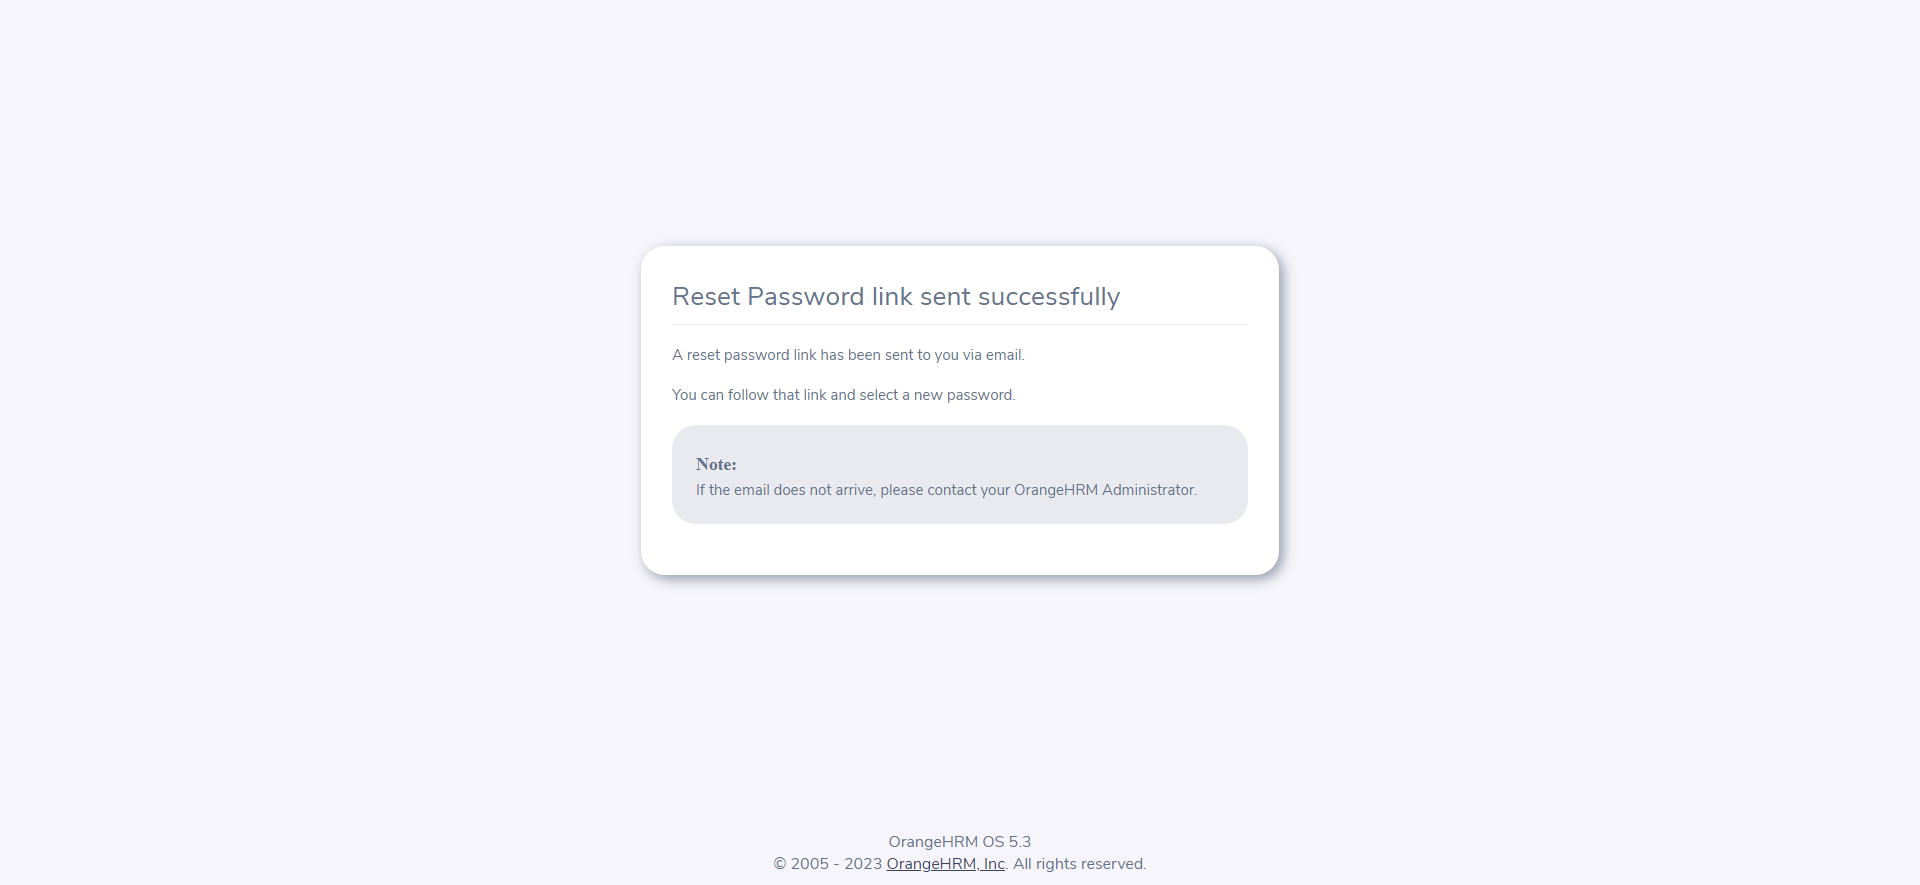 Reset Password link sent successfully
A reset password link has been sent to you via email.
You can follow that link and select a new password.
Note:
If the email does not arrive, please contact your OrangeHRM Administrator.
OrangeHRM OS 5.3
© 2005 - 2023 OrangeHRM, Inc. All rights reserved.